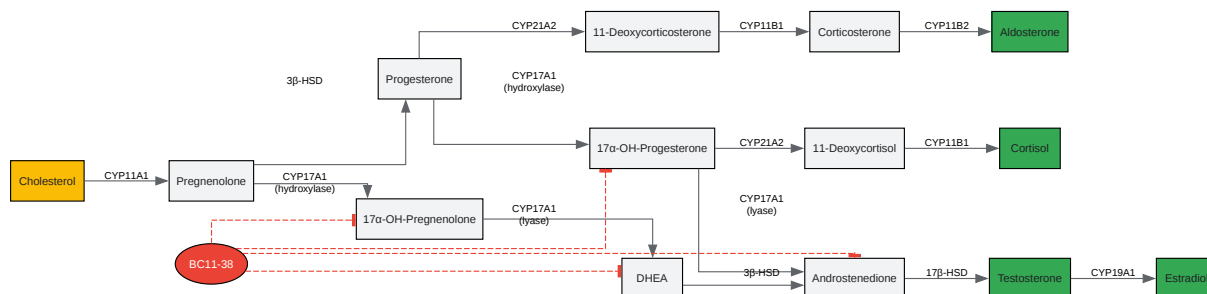 CYP21A2
11-Deoxycorticosterone
CYP11B1
Corticosterone
CYP11B2
Aldosterone
3β-HSD
Progesterone
CYP17A1
(hydroxylase)
17α-OH-Progesterone
CYP21A2
11-Deoxycortisol
CYP11B1
Cortisol
Cholesterol
CYP11A1
Pregnenolone
CYP17A1
(hydroxylase)
17α-OH-Pregnenolone
CYP17A1
(lyase)
CYP17A1
(lyase)
BC11-38
DHEA
3β-HSD
Androstenedione
17β-HSD
Testosterone
CYP19A1
Estradio